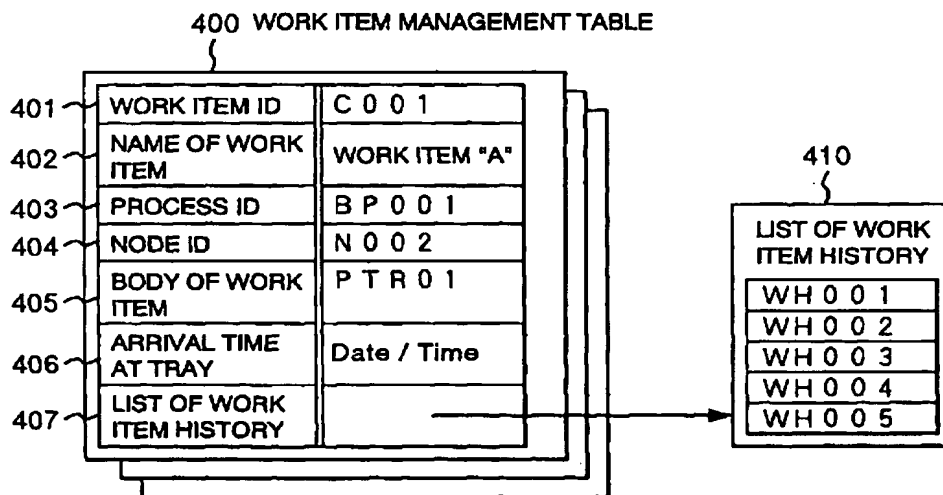 400 WORK ITEM MANAGEMENT TABLE
401 WORK ITEM ID C001
402 NAME OF WORK ITEM WORK ITEM "A"
403 PROCESS ID BP001
404 NODE ID N002
405 BODY OF WORK ITEM PTR01
406 ARRIVAL TIME AT TRAY Date / Time
407 LIST OF WORK ITEM HISTORY
410
LIST OF WORK
ITEM HISTORY
WH001
WH002
WH003
WH004
WH005